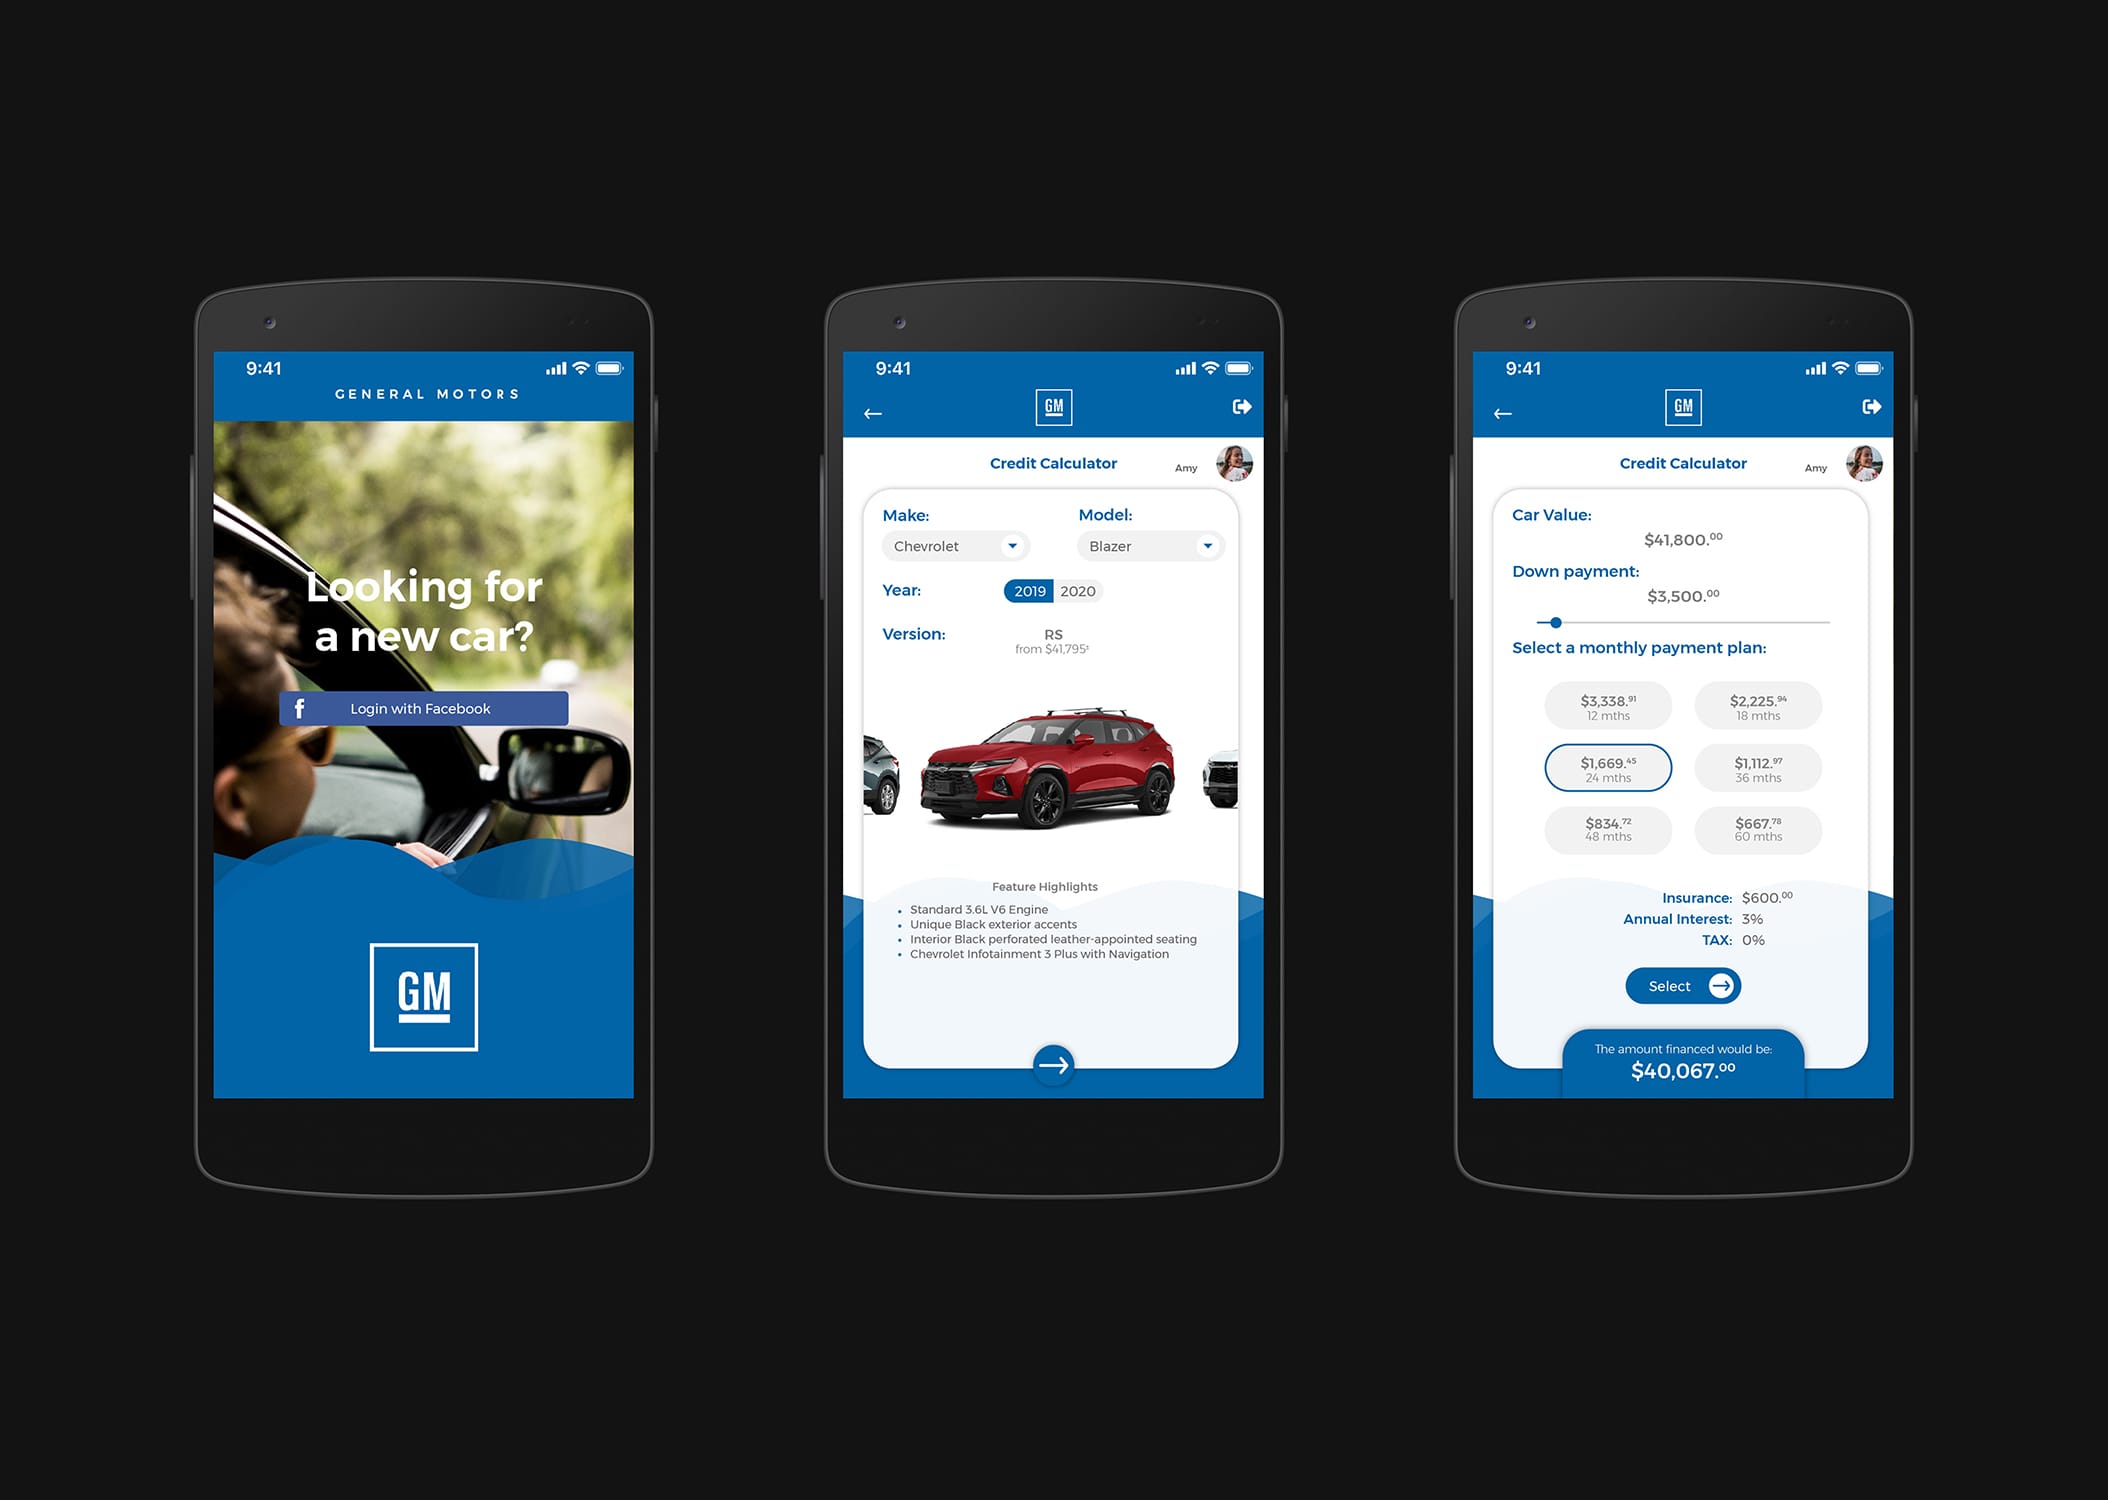 9:41
GENERAL MOTORS
Looking for
a new car?
f Login with Facebook
GM
9:41
GM
Credit Calculator Amy
Make: Model:
Chevrolet Blazer
Year: 2019 2020
Version: RS
from $41,795
Feature Highlights
• Standard 3.6L V6 Engine
• Unique Black exterior accents
• Interior Black perforated leather-appointed seating
• Chevrolet Infotainment 3 Plus with Navigation
9:41
GM
Credit Calculator Amy
Car Value:
$41,800.00
Down payment:
$3,500.00
Select a monthly payment plan:
$3,338.91 $2,225.94
12 mths 18 mths
$1,669.45 $1,112.97
24 mths 36 mths
$834.72 $667.78
48 mths 60 mths
Insurance: $600.00
Annual Interest: 3%
TAX: 0%
Select
The amount financed would be:
$40,067.00